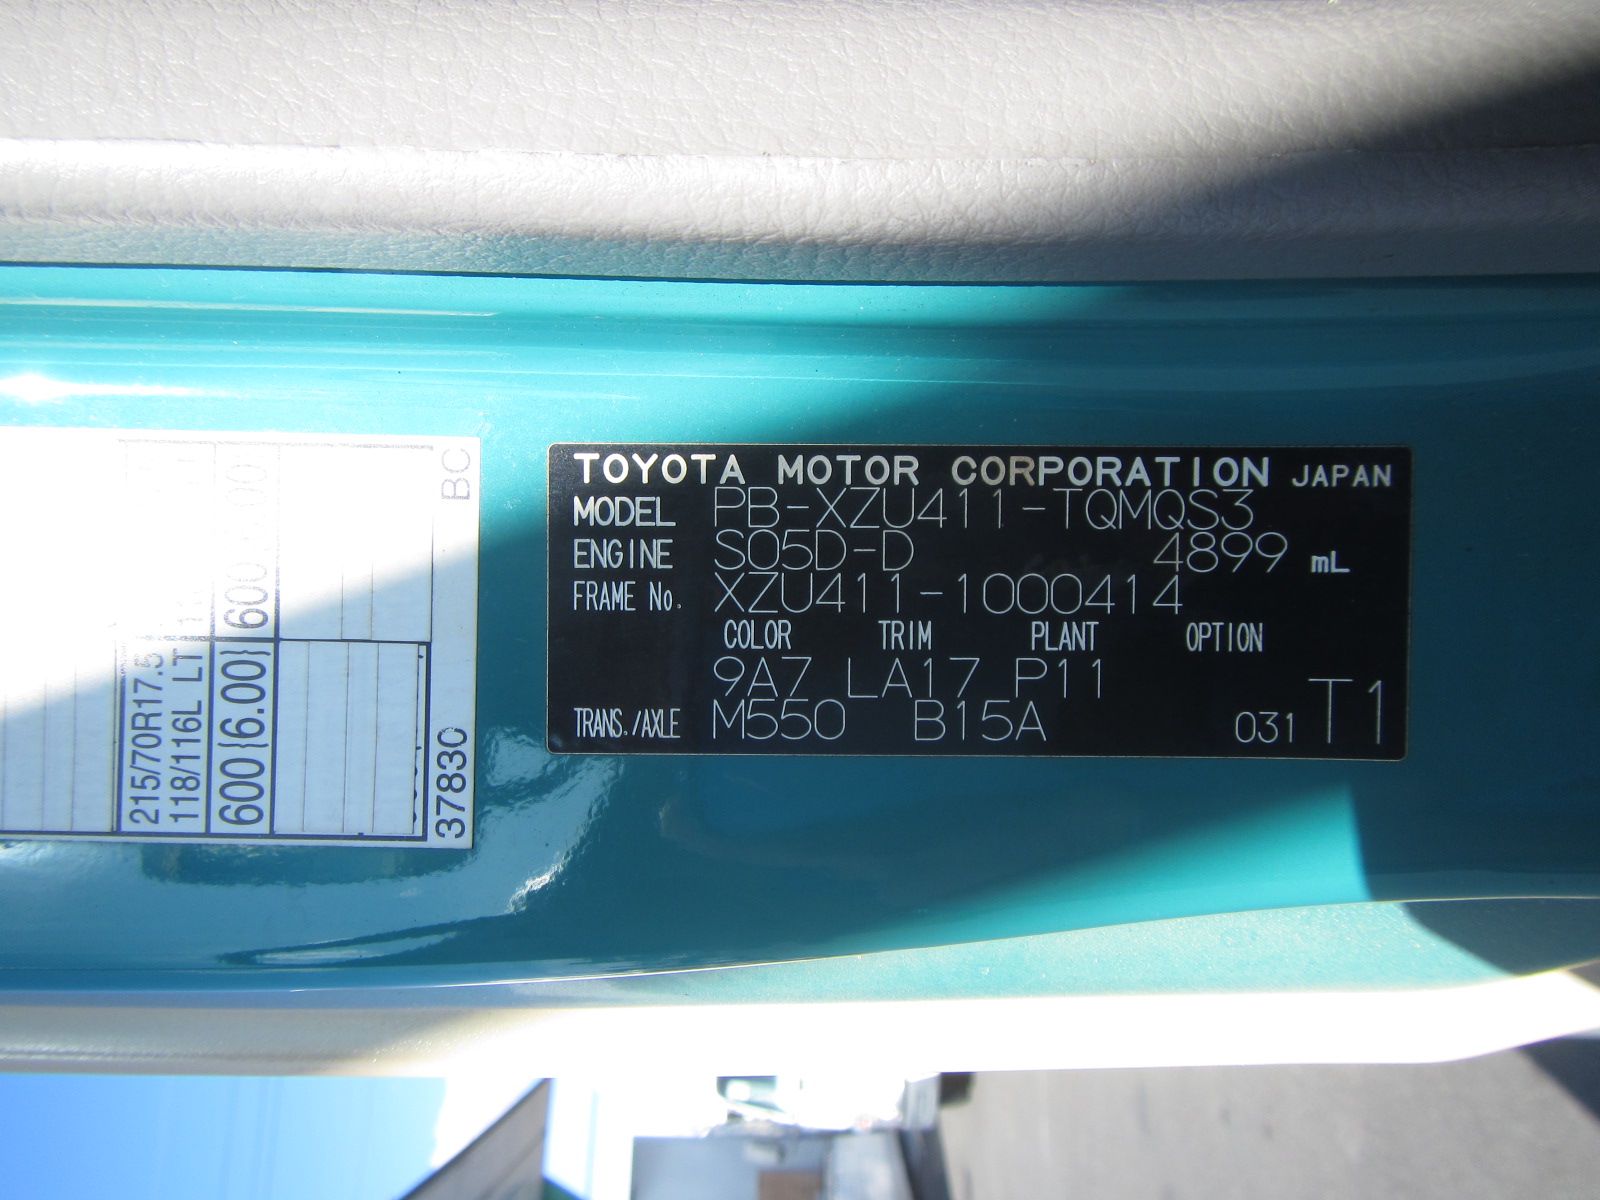 TOYOTA MOTOR CORPORATION JAPAN
MODEL PB-XZU411-TQMQS3
ENGINE S05D-D 4899 mL
FRAME No. XZU411-1000414
COLOR TRIM PLANT OPTION
9A7 LA17 P11
TRANS./AXLE M550 B15A 031 T1
215/70R17.5
118/116L LT
600{6.00}
600
37830 BC